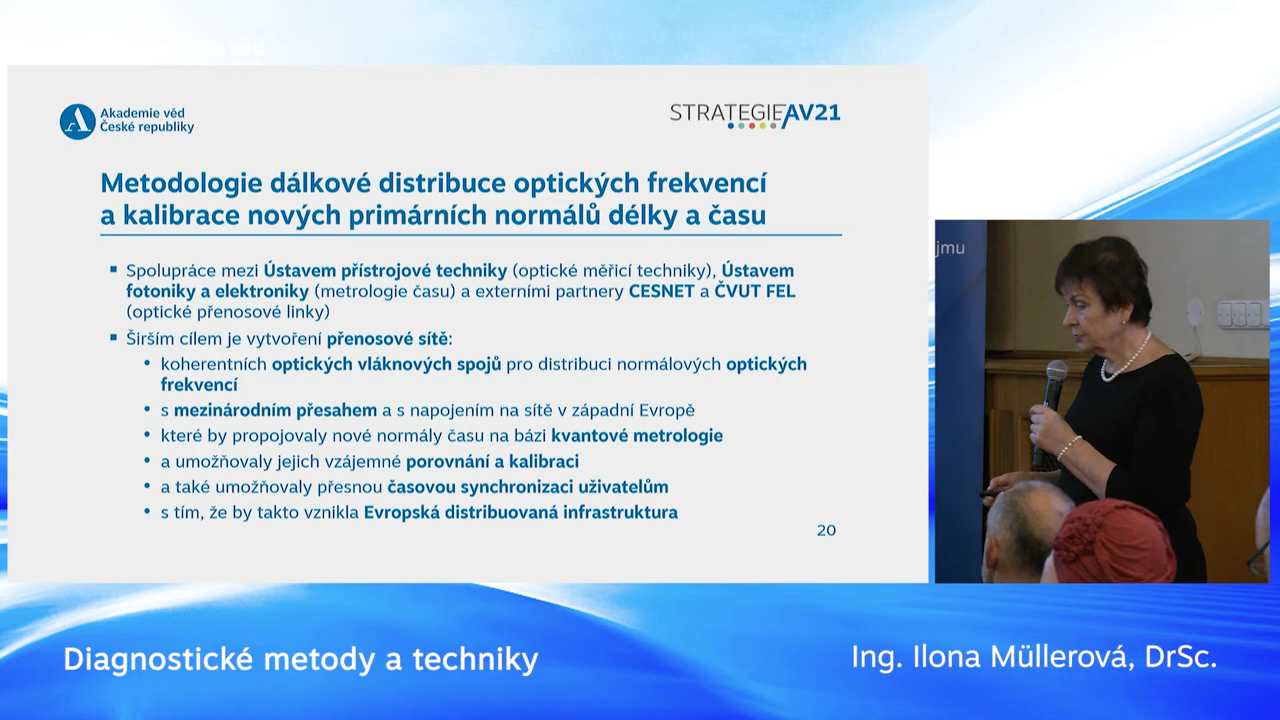 Akademie věd
České republiky
STRATEGIE AV21
Metodologie dálkové distribuce optických frekvencí
a kalibrace nových primárních normálů délky a času
Spolupráce mezi Ústavem přístrojové techniky (optické měřicí techniky), Ústavem
fotoniky a elektroniky (metrologie času) a externími partnery CESNET a ČVUT FEL
(optické přenosové linky)
Širším cílem je vytvoření přenosové sítě:
koherentních optických vláknových spojů pro distribuci normálových optických
frekvencí
s mezinárodním přesahem a s napojením na sítě v západní Evropě
které by propojovaly nové normály času na bázi kvantové metrologie
a umožňovaly jejich vzájemné porovnání a kalibraci
a také umožňovaly přesnou časovou synchronizaci uživatelům
s tím, že by takto vznikla Evropská distribuovaná infrastruktura
20
jmu
Diagnostické metody a techniky
Ing. Ilona Müllerová, DrSc.